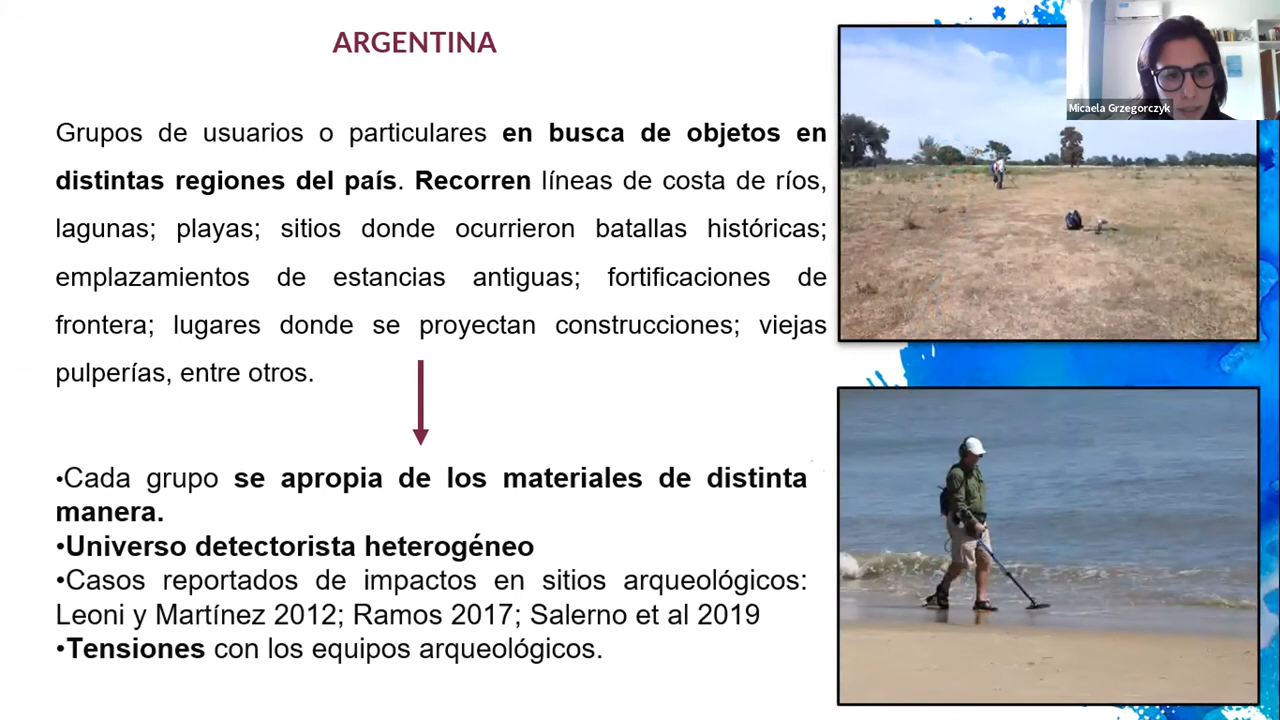 ARGENTINA
Micaela Grzegorczyk
Grupos de usuarios o particulares en busca de objetos en
distintas regiones del país. Recorren líneas de costa de ríos,
lagunas; playas; sitios donde ocurrieron batallas históricas;
emplazamientos de estancias antiguas; fortificaciones de
frontera; lugares donde se proyectan construcciones; viejas
pulperías, entre otros.
•Cada grupo se apropia de los materiales de distinta
manera.
•Universo detectorista heterogéneo
•Casos reportados de impactos en sitios arqueológicos:
Leoni y Martínez 2012; Ramos 2017; Salerno et al 2019
•Tensiones con los equipos arqueológicos.